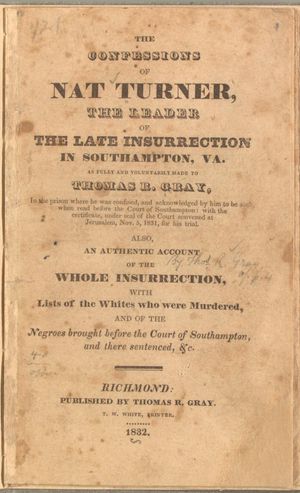 THE
CONFESSIONS
OF
NAT TURNER,
THE LEADER
OF
THE LATE INSURRECTION
IN SOUTHAMPTON, VA.
AS FULLY AND VOLUNTARILY MADE TO
THOMAS R. GRAY,
In the prison where he was confined, and acknowledged by him to be such
when read before the Court of Southampton: with the
certificate, under seal of the Court convened at
Jerusalem, Nov. 5, 1831, for his trial.
ALSO,
AN AUTHENTIC ACCOUNT
OF THE
By Thos R. Gray
WHOLE INSURRECTION,
WITH
Lists of the Whites who were Murdered,
AND OF THE
Negroes brought before the Court of Southampton,
and there sentenced, &c.
RICHMOND:
PUBLISHED BY THOMAS R. GRAY.
T. W. WHITE, PRINTER.
1832.